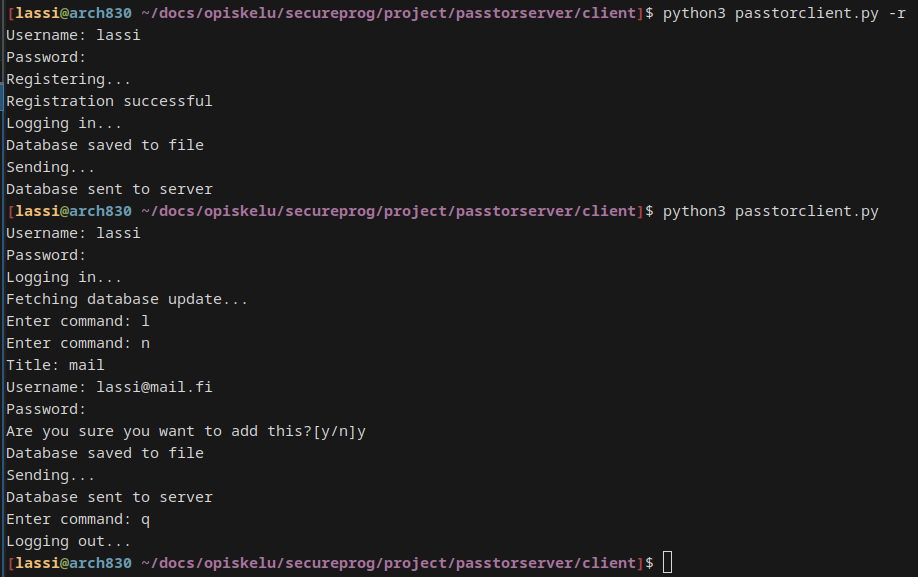 [lassi@arch830 ~/docs/opiskelu/secureprog/project/passtorserver/client]$ python3 passtorclient.py -r
Username: lassi
Password:
Registering...
Registration successful
Logging in...
Database saved to file
Sending...
Database sent to server
[lassi@arch830 ~/docs/opiskelu/secureprog/project/passtorserver/client]$ python3 passtorclient.py
Username: lassi
Password:
Logging in...
Fetching database update...
Enter command: l
Enter command: n
Title: mail
Username: lassi@mail.fi
Password:
Are you sure you want to add this?[y/n]y
Database saved to file
Sending...
Database sent to server
Enter command: q
Logging out...
[lassi@arch830 ~/docs/opiskelu/secureprog/project/passtorserver/client]$